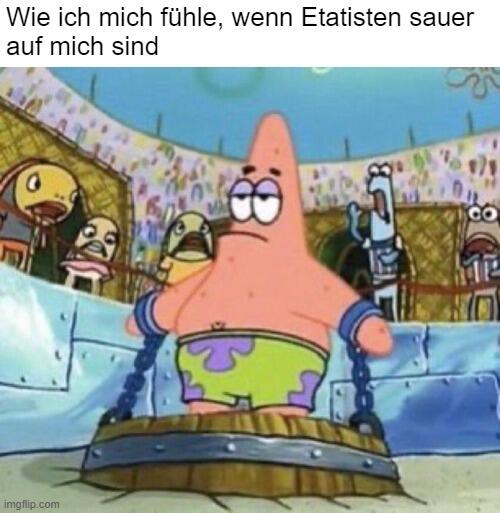 Wie ich mich fühle, wenn Etatisten sauer
auf mich sind
imgflip.com